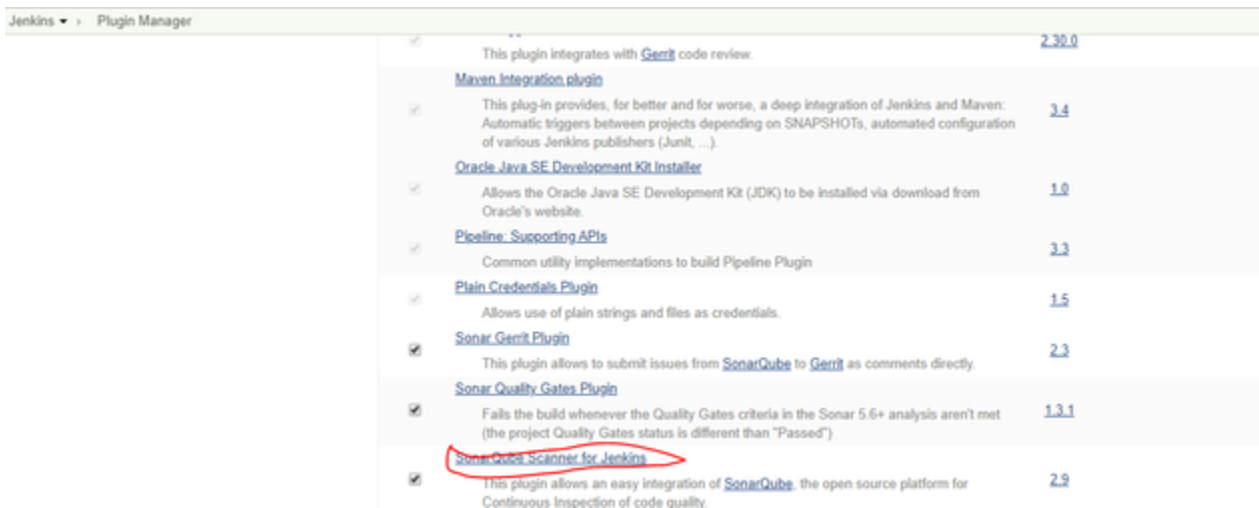 Jenkins
Plugin Manager
This plugin integrates with Gerrit code review.
2.30.0
Maven Integration plugin
This plug-in provides, for better and for worse, a deep integration of Jenkins and Maven:
Automatic triggers between projects depending on SNAPSHOTs, automated configuration
of various Jenkins publishers (Junit, ...).
3.4
Oracle Java SE Development Kit Installer
Allows the Oracle Java SE Development Kit (JDK) to be installed via download from
Oracle's website.
1.0
Pipeline: Supporting APIs
Common utility implementations to build Pipeline Plugin
3.3
Plain Credentials Plugin
Allows use of plain strings and files as credentials.
1.5
Sonar Gerrit Plugin
This plugin allows to submit issues from SonarQube to Gerrit as comments directly.
2.3
Sonar Quality Gates Plugin
Fails the build whenever the Quality Gates criteria in the Sonar 5.6+ analysis aren't met
(the project Quality Gates status is different than "Passed")
1.3.1
SonarQube Scanner for Jenkins
This plugin allows an easy integration of SonarQube, the open source platform for
Continuous Inspection of code quality.
2.9